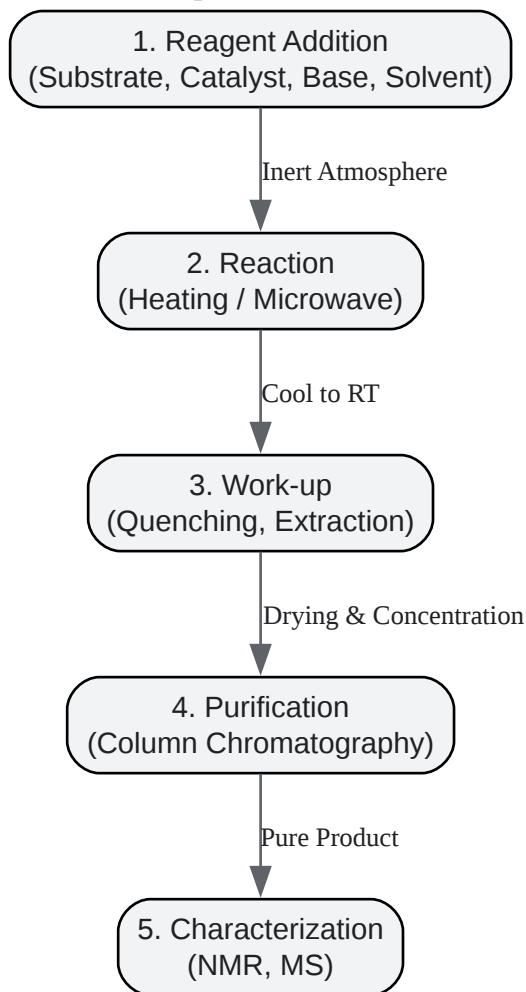 1. Reagent Addition
(Substrate, Catalyst, Base, Solvent)
Inert Atmosphere
2. Reaction
(Heating / Microwave)
Cool to RT
3. Work-up
(Quenching, Extraction)
Drying & Concentration
4. Purification
(Column Chromatography)
Pure Product
5. Characterization
(NMR, MS)